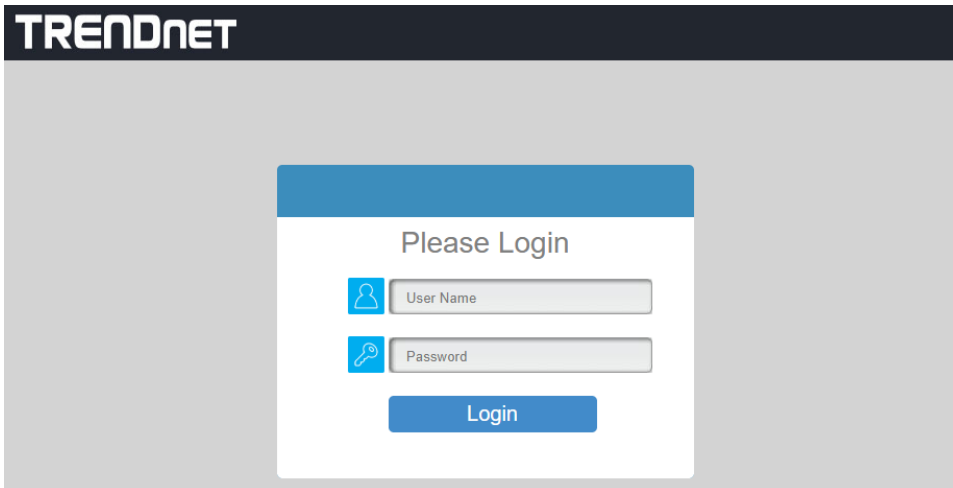 TRENDnET
Please Login
User Name
Password
Login